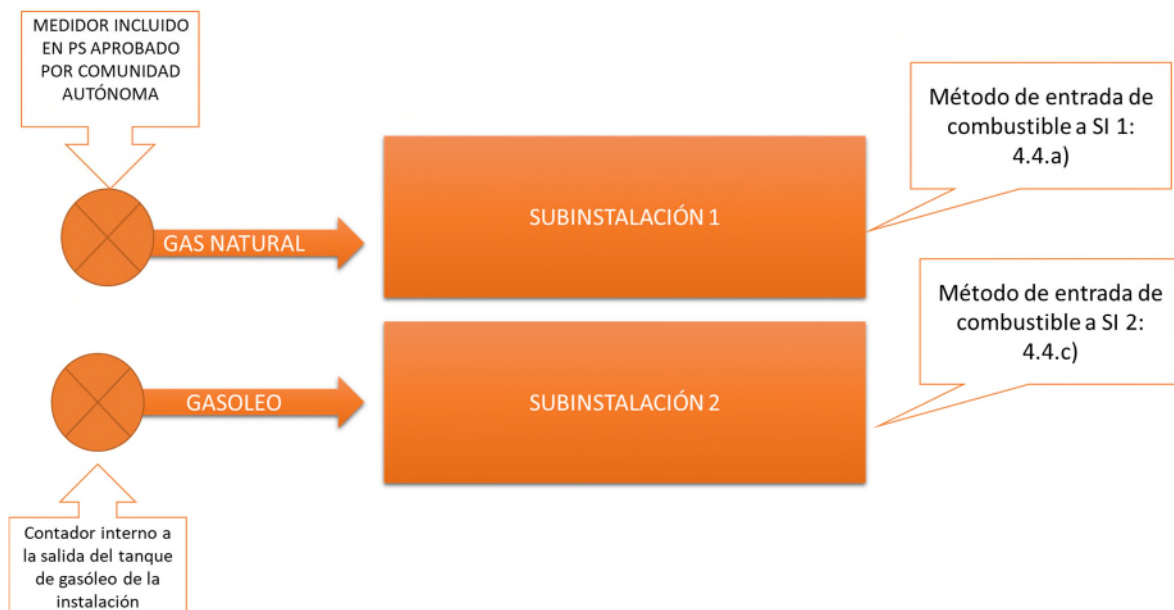 MEDIDOR INCLUIDO
EN PS APROBADO
POR COMUNIDAD
AUTÓNOMA
GAS NATURAL
SUBINSTALACIÓN 1
Método de entrada de
combustible a SI 1:
4.4.a)
GASOLEO
SUBINSTALACIÓN 2
Método de entrada de
combustible a SI 2:
4.4.c)
Contador interno a
la salida del tanque
de gasóleo de la
instalación